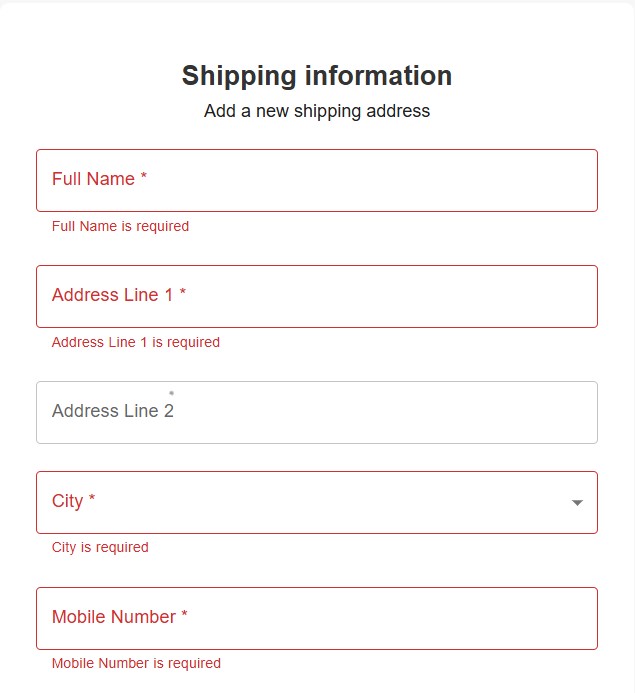 Shipping information
Add a new shipping address
Full Name *
Full Name is required
Address Line 1 *
Address Line 1 is required
Address Line 2 *
City *
City is required
Mobile Number *
Mobile Number is required